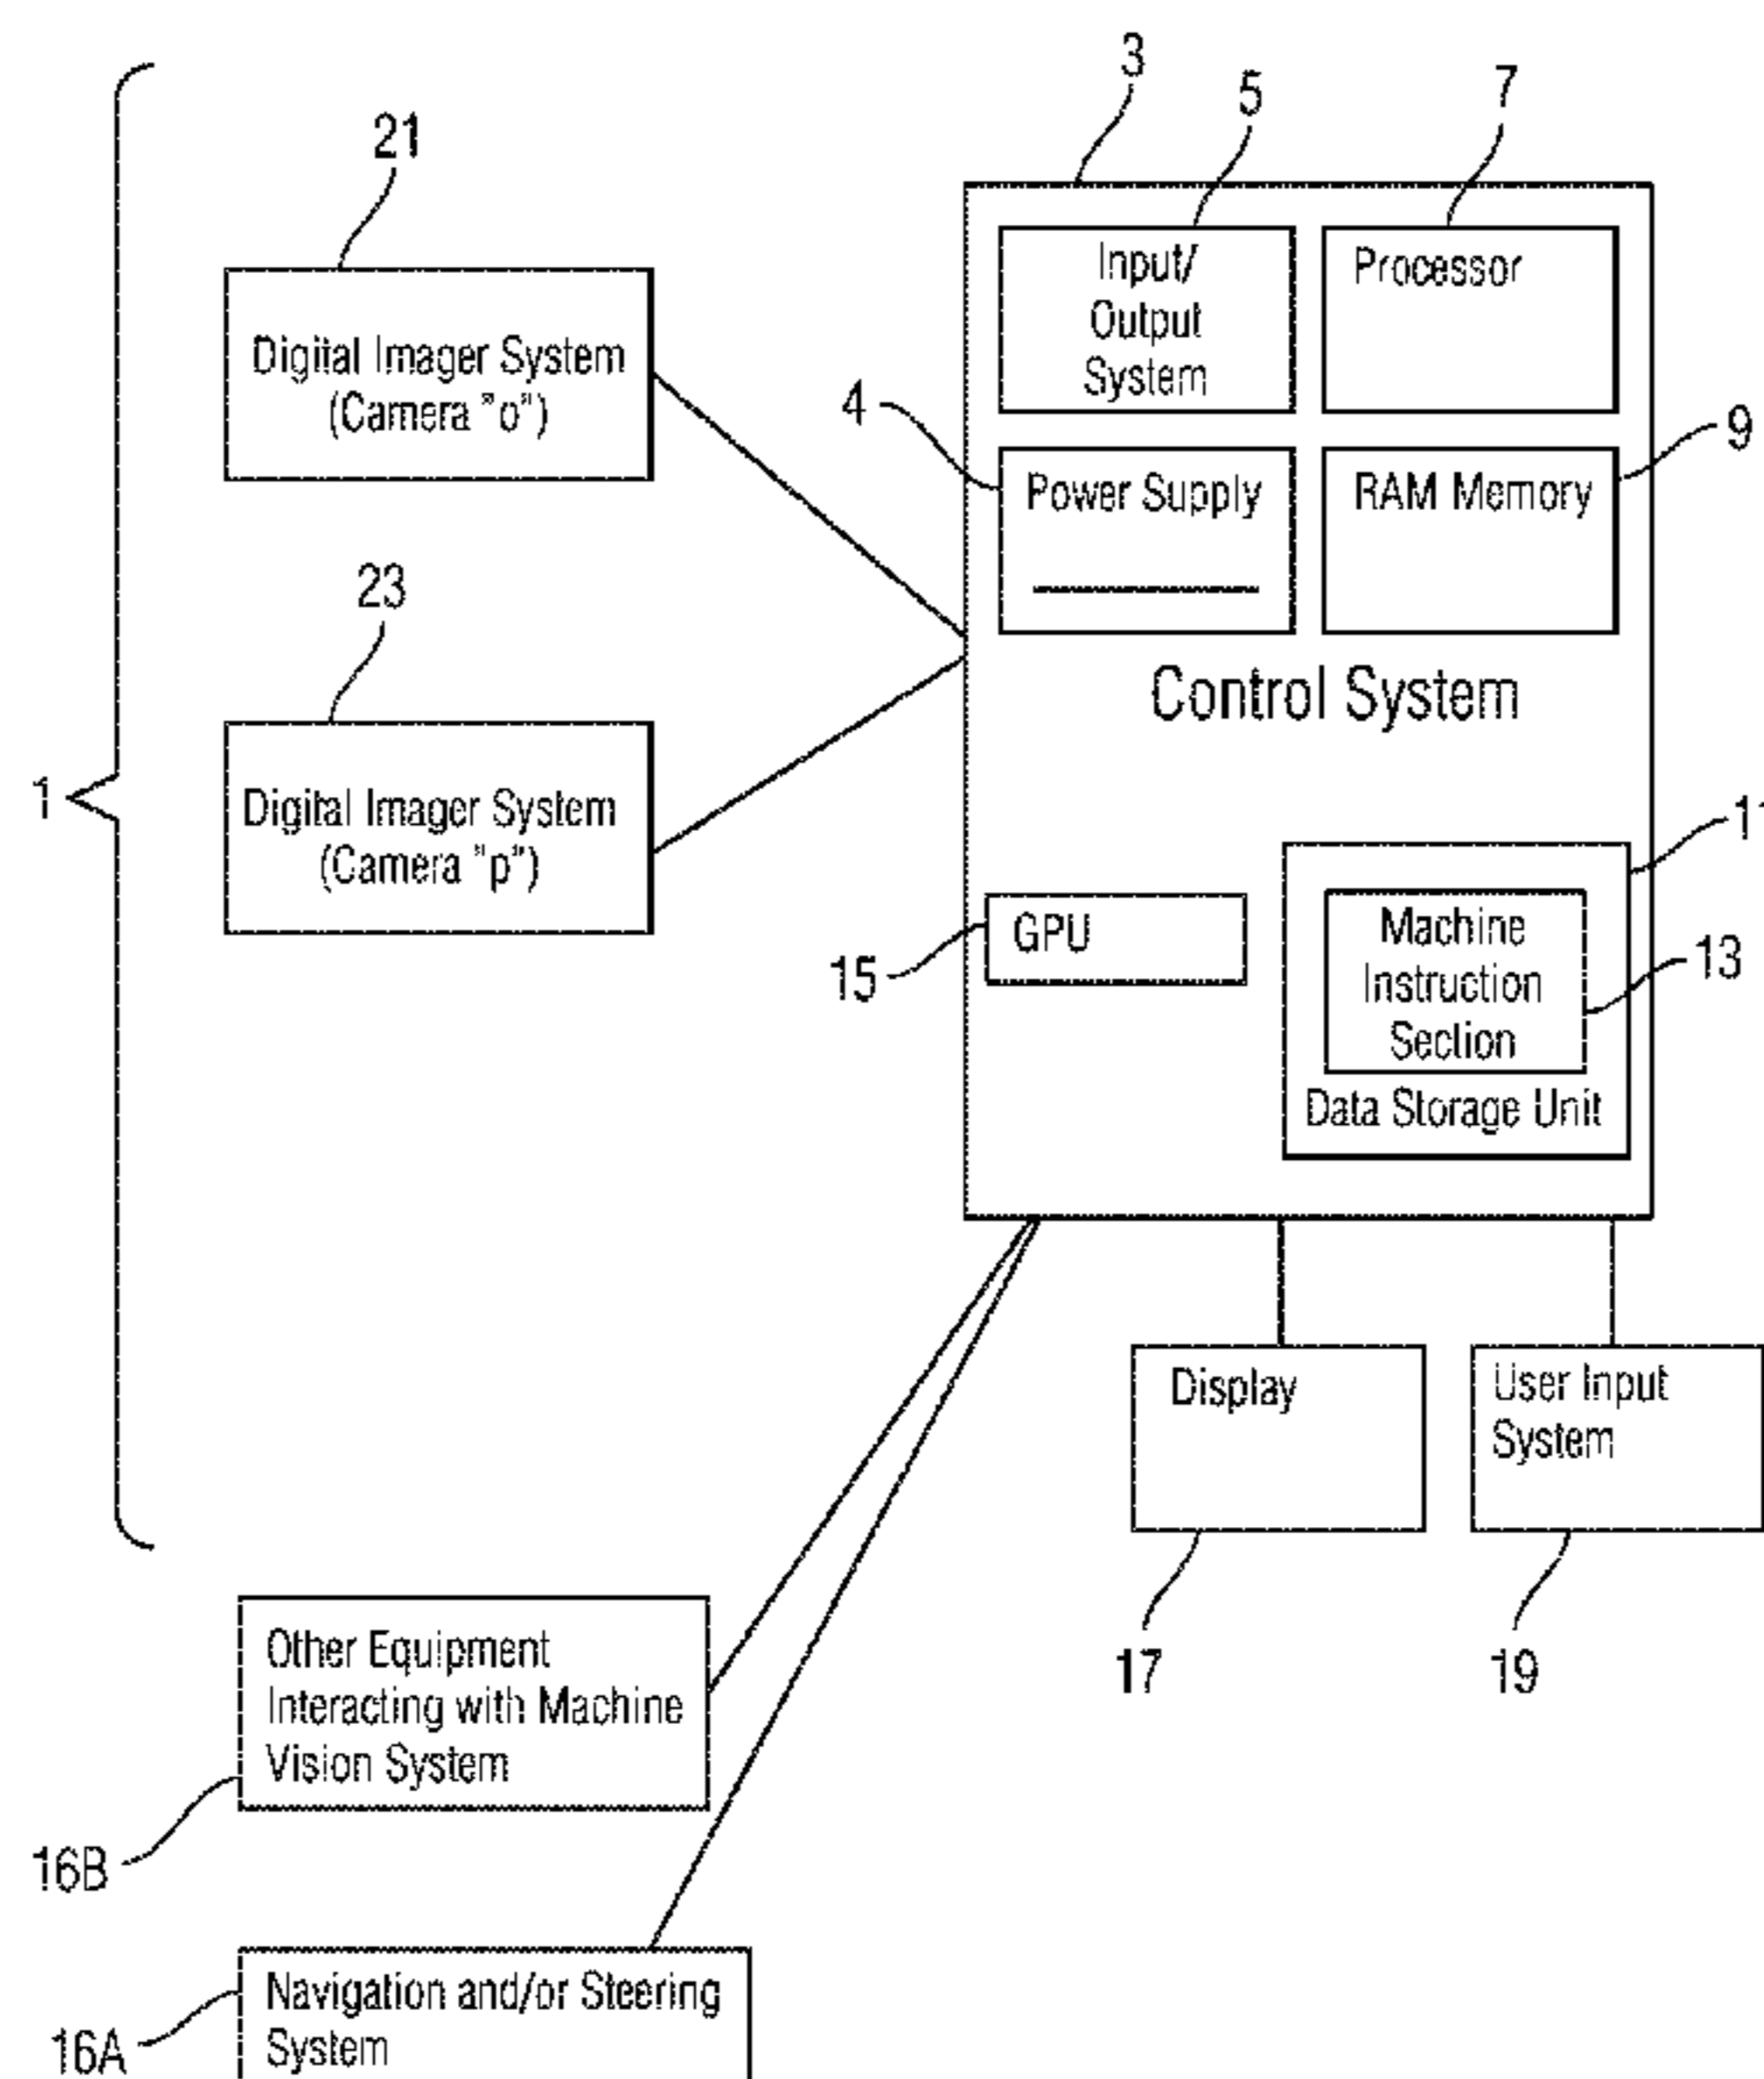 3
5
7
21
Input/
Output
System
Processor
Digital Imager System
(Camera "o")
4
9
Power Supply
RAM Memory
23
Control System
1
Digital Imager System
(Camera "p")
11
GPU
15
Machine
Instruction
Section
13
Data Storage Unit
Display
User Input
System
17
19
Other Equipment
Interacting with Machine
Vision System
16B
Navigation and/or Steering
System
16A